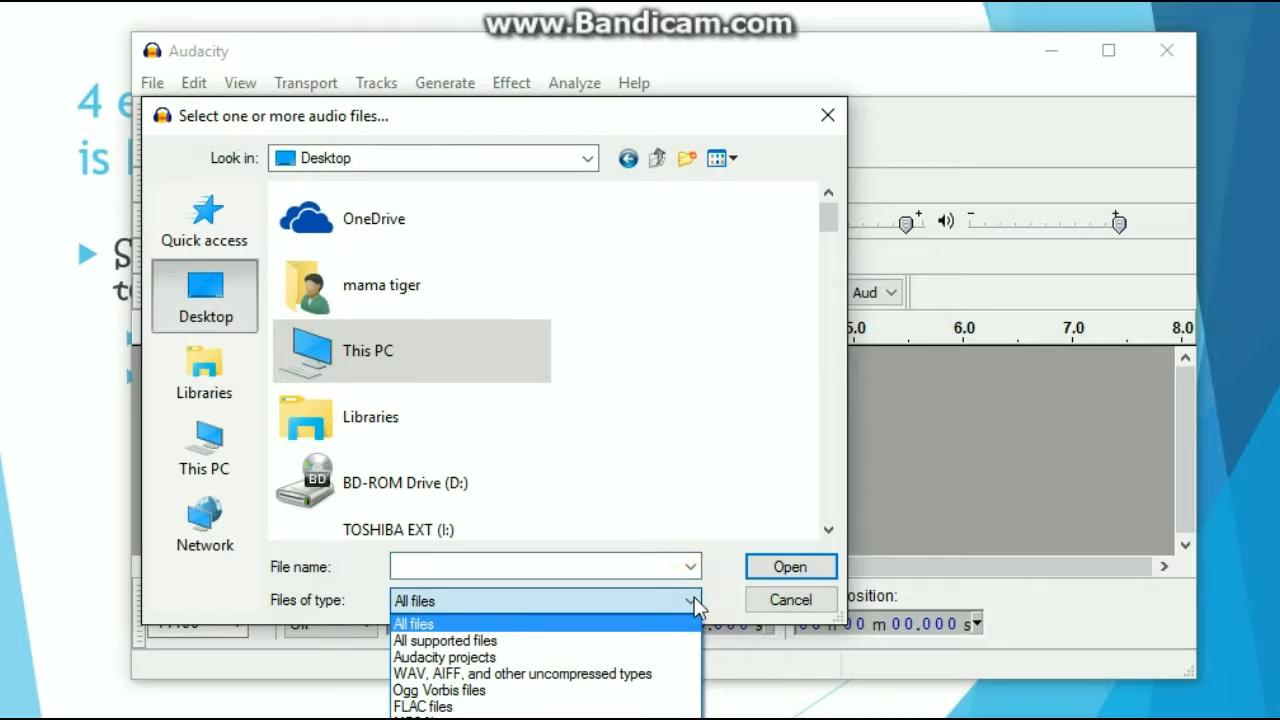 www.Bandicam.com
Audacity
File Edit View Transport Tracks Generate Effect Analyze Help
4 e
is
Select one or more audio files...
Look in: Desktop
Quick access
Desktop
Libraries
This PC
Network
OneDrive
mama tiger
This PC
Libraries
BD-ROM Drive (D:)
BD
TOSHIBA EXT (I:)
Aud
5.0 6.0 7.0 8.0
File name:
Open
Files of type: All files
Cancel
All files
All supported files
Audacity projects
WAV, AIFF, and other uncompressed types
Ogg Vorbis files
FLAC files
osition:
00 m 00.000 s